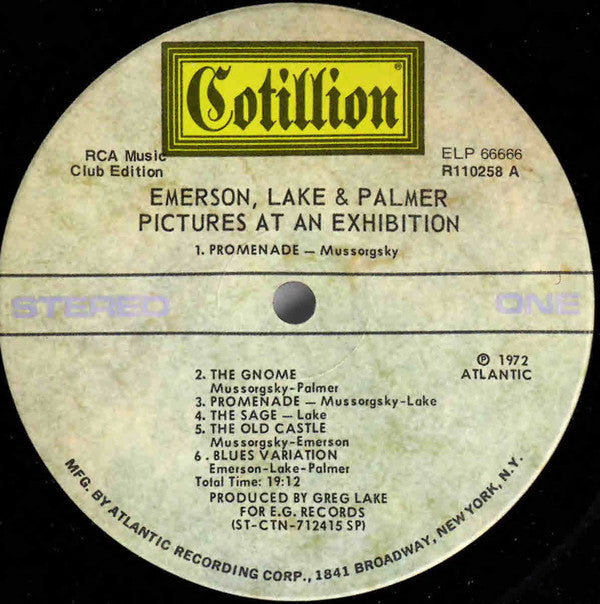 Cotillion®
RCA Music
Club Edition
ELP 66666
R110258 A
EMERSON, LAKE & PALMER
PICTURES AT AN EXHIBITION
1. PROMENADE — Mussorgsky
STEREO
ONE
℗ 1972
ATLANTIC
2. THE GNOME
Mussorgsky-Palmer
3. PROMENADE — Mussorgsky-Lake
4. THE SAGE — Lake
5. THE OLD CASTLE
Mussorgsky-Emerson
6. BLUES VARIATION
Emerson-Lake-Palmer
Total Time: 19:12
PRODUCED BY GREG LAKE
FOR E.G. RECORDS
(ST-CTN-712415 SP)
MFG. BY ATLANTIC RECORDING CORP., 1841 BROADWAY, NEW YORK, N.Y.